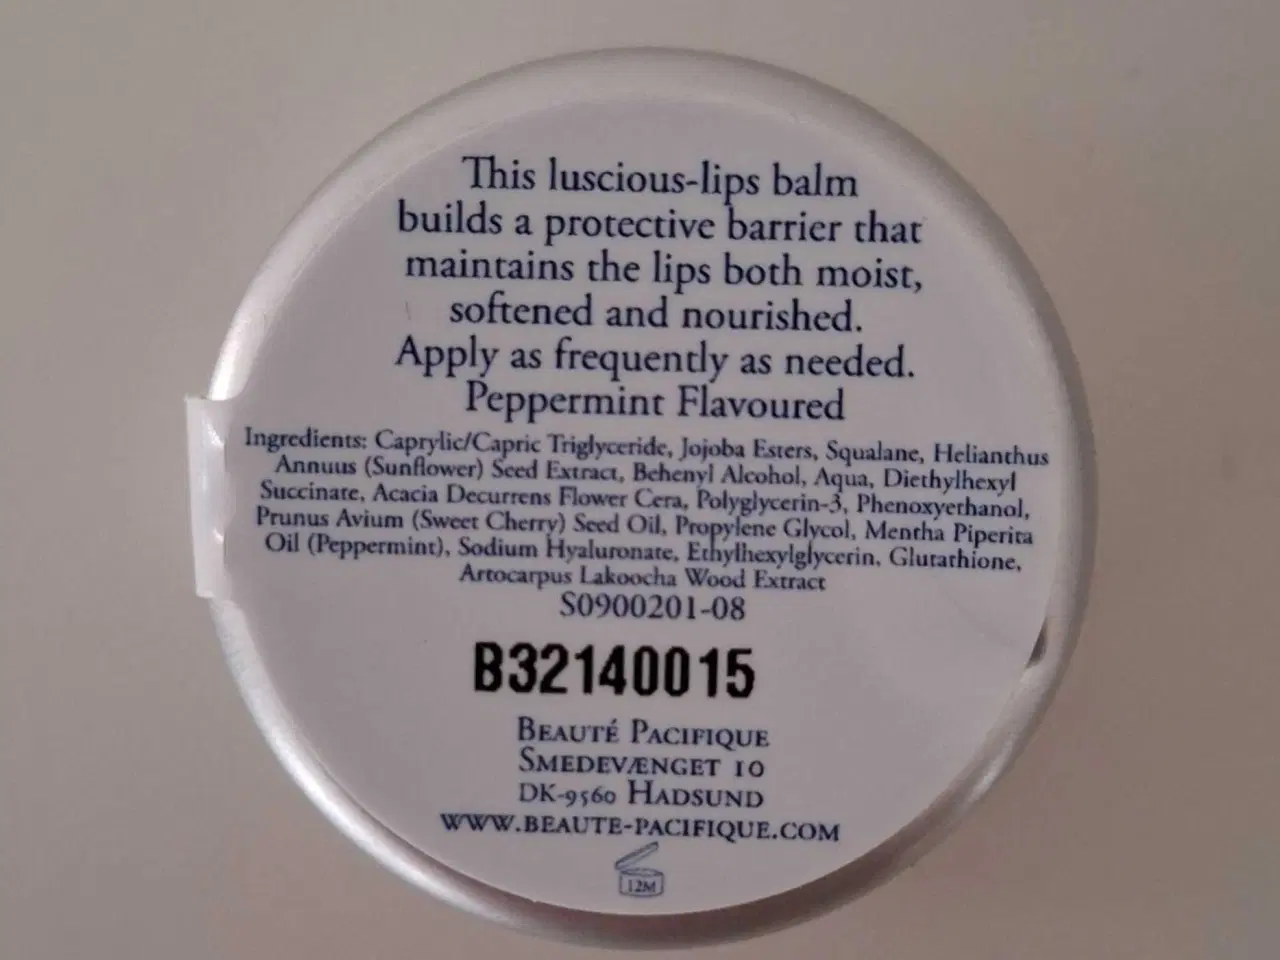 This luscious-lips balm
builds a protective barrier that
maintains the lips both moist,
softened and nourished.
Apply as frequently as needed.
Peppermint Flavoured
Ingredients: Caprylic/Capric Triglyceride, Jojoba Esters, Squalane, Helianthus
Annuus (Sunflower) Seed Extract, Behenyl Alcohol, Aqua, Diethylhexyl
Succinate, Acacia Decurrens Flower Cera, Polyglycerin-3, Phenoxyethanol,
Prunus Avium (Sweet Cherry) Seed Oil, Propylene Glycol, Mentha Piperita
Oil (Peppermint), Sodium Hyaluronate, Ethylhexylglycerin, Glutathione,
Artocarpus Lakoocha Wood Extract
S0900201-08
B32140015
BEAUTÉ PACIFIQUE
SMEDEVÆNGET 10
DK-9560 HADSUND
WWW.BEAUTE-PACIFIQUE.COM
12M